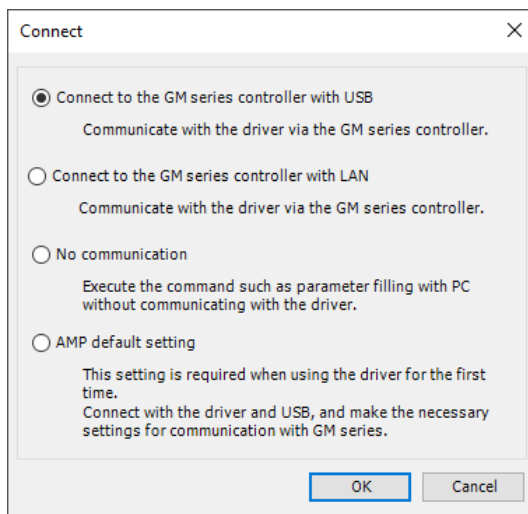 Connect
Connect to the GM series controller with USB
Communicate with the driver via the GM series controller.
Connect to the GM series controller with LAN
Communicate with the driver via the GM series controller.
No communication
Execute the command such as parameter filling with PC
without communicating with the driver.
AMP default setting
This setting is required when using the driver for the first
time.
Connect with the driver and USB, and make the necessary
settings for communication with GM series.
OK
Cancel